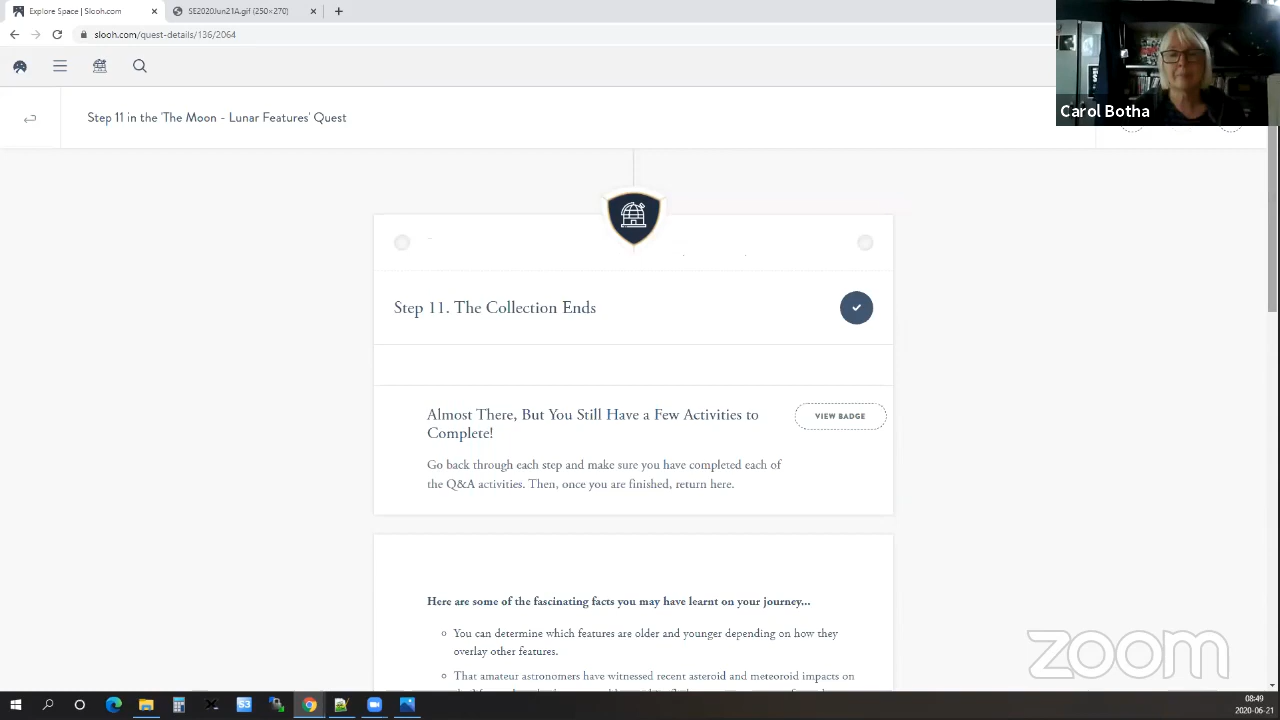 Explore Space | Slooh.com
SE2020Jun21A.gif (250×270)
slooh.com/quest-details/136/2064
Carol Botha
Step 11 in the 'The Moon - Lunar Features' Quest
Step 11. The Collection Ends
Almost There, But You Still Have a Few Activities to
Complete!
VIEW BADGE
Go back through each step and make sure you have completed each of
the Q&A activities. Then, once you are finished, return here.
Here are some of the fascinating facts you may have learnt on your journey...
You can determine which features are older and younger depending on how they
overlay other features.
That amateur astronomers have witnessed recent asteroid and meteoroid impacts on
zoom
08:49
2020-06-21